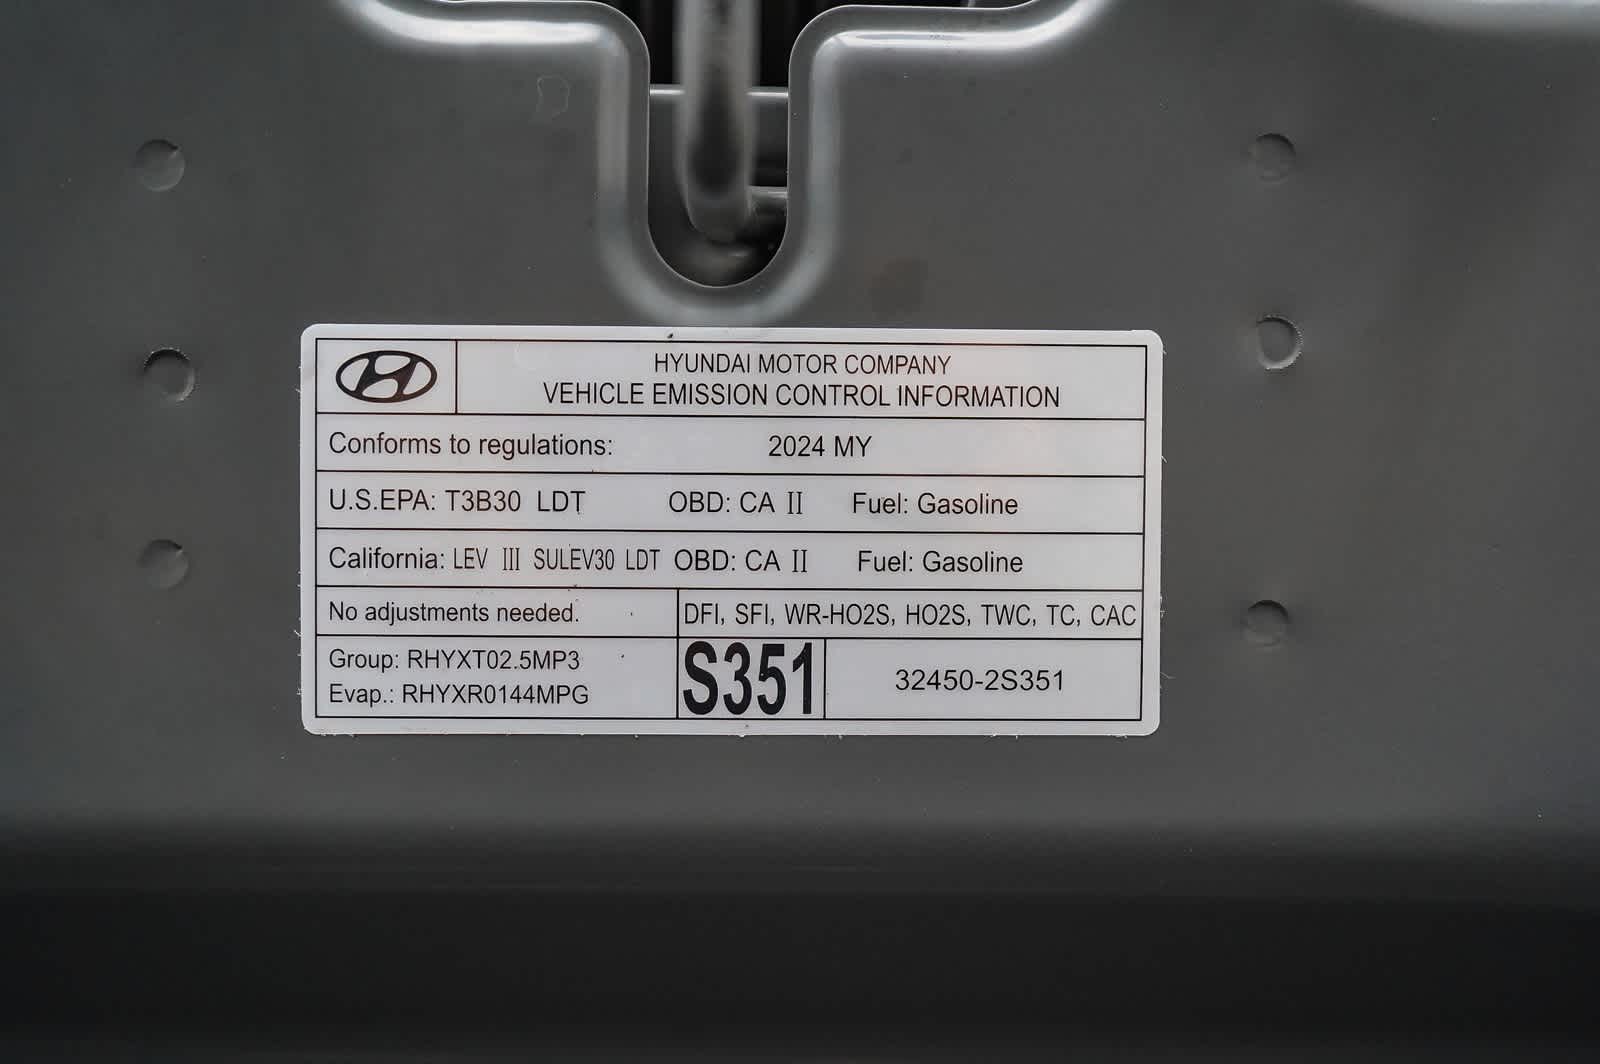 HYUNDAI MOTOR COMPANY
VEHICLE EMISSION CONTROL INFORMATION
Conforms to regulations: 2024 MY
U.S.EPA: T3B30 LDT OBD: CA II Fuel: Gasoline
California: LEV III SULEV30 LDT OBD: CA II Fuel: Gasoline
No adjustments needed. DFI, SFI, WR-HO2S, HO2S, TWC, TC, CAC
Group: RHYXT02.5MP3
Evap.: RHYXR0144MPG
S351
32450-2S351